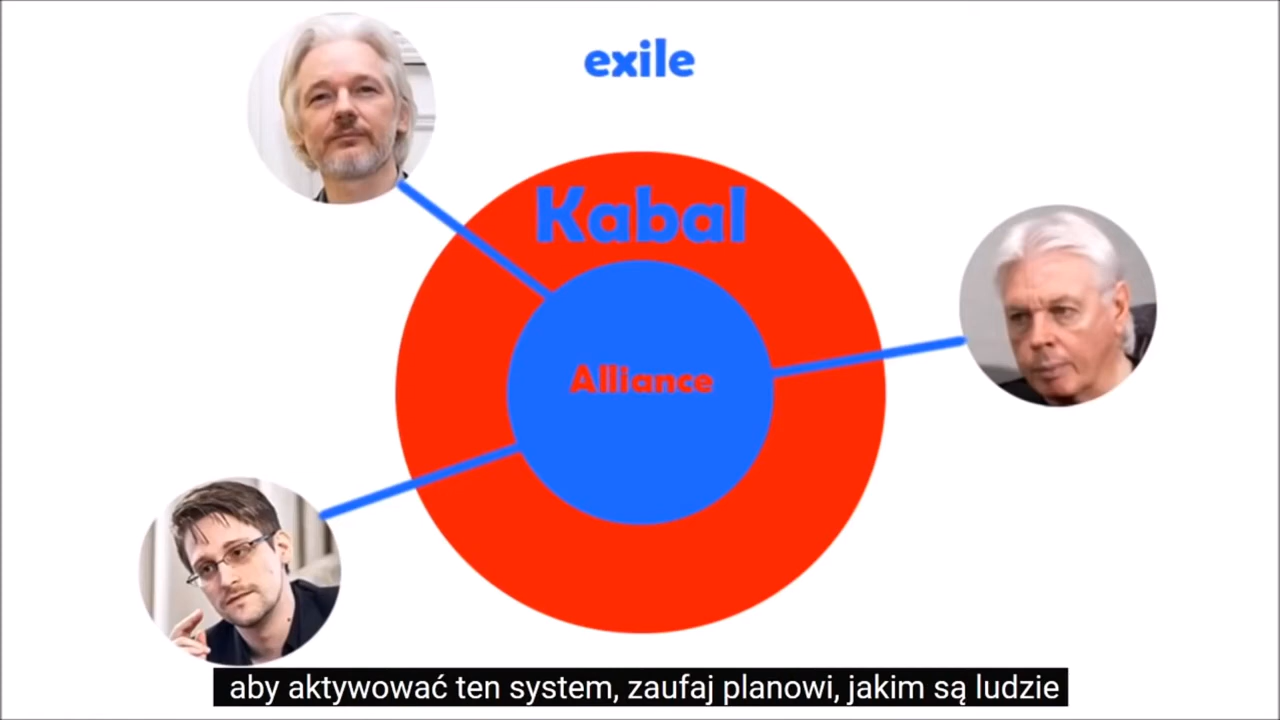 exile
Kabal
Alliance
aby aktywować ten system, zaufaj planowi, jakim są ludzie